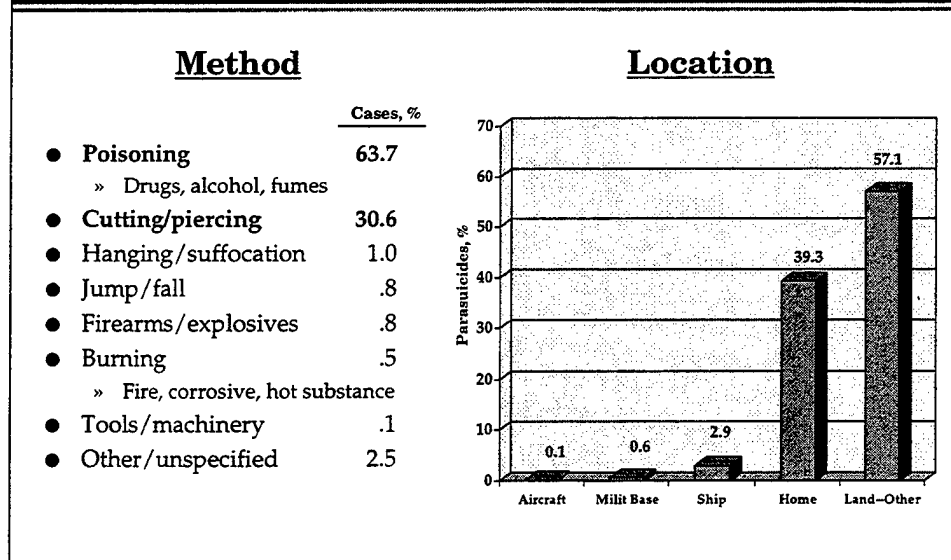 Method
Cases, %
● Poisoning 63.7
» Drugs, alcohol, fumes
● Cutting/piercing 30.6
● Hanging/suffocation 1.0
● Jump/fall .8
● Firearms/explosives .8
● Burning .5
» Fire, corrosive, hot substance
● Tools/machinery .1
● Other/unspecified 2.5
Location
Parasuicides, %
70
60
50
40
30
20
10
0
0.1
0.6
2.9
39.3
57.1
Aircraft Milit Base Ship Home Land--Other